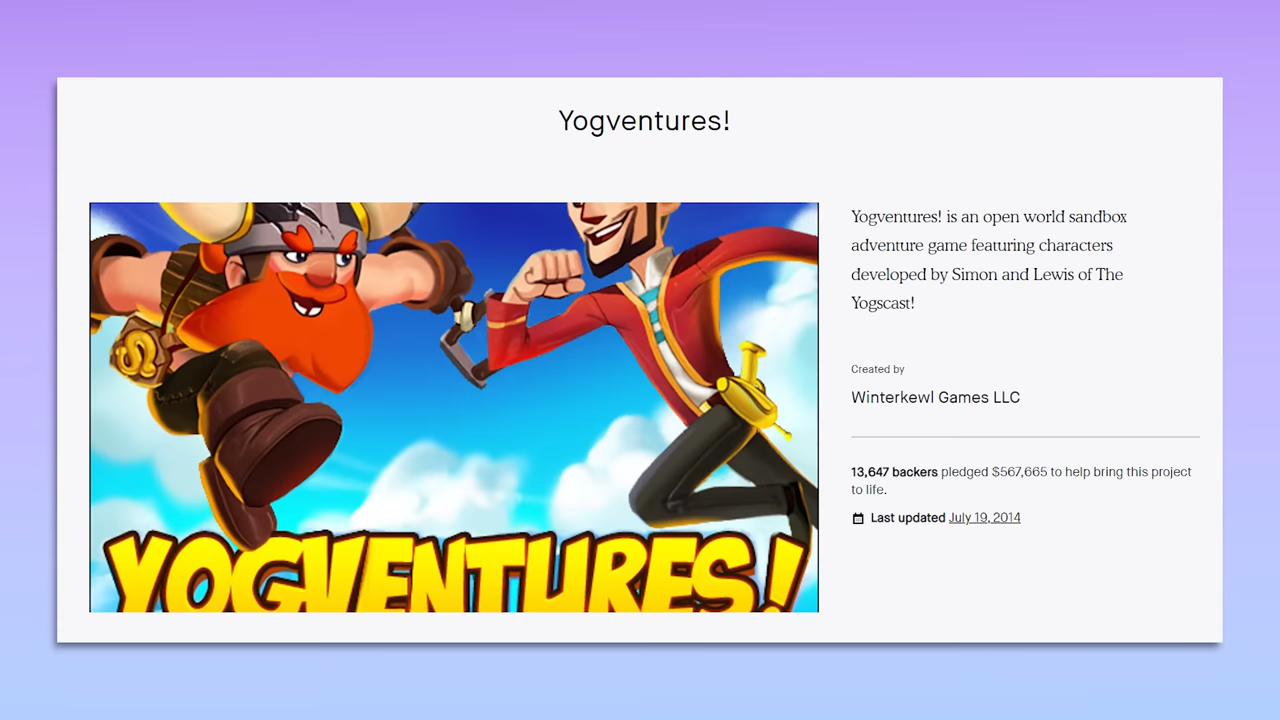 Yogventures!
Yogventures! is an open world sandbox
adventure game featuring characters
developed by Simon and Lewis of The
Yogscast!
Created by
Winterkewl Games LLC
13,647 backers pledged $567,665 to help bring this project
to life.
Last updated July 19, 2014
YOGVENTURES!